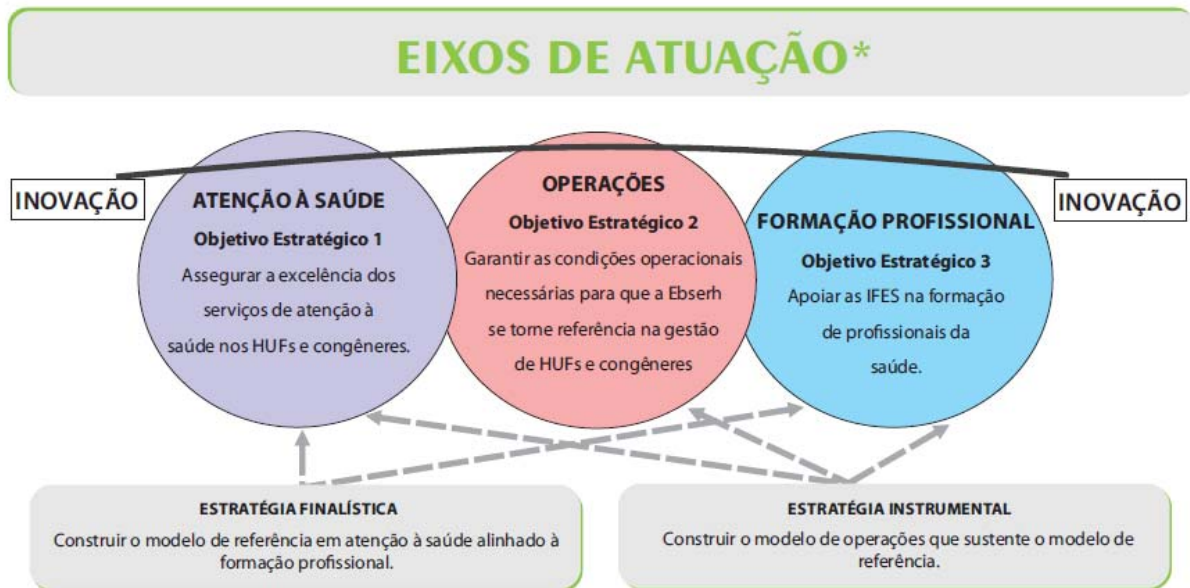 EIXOS DE ATUAÇÃO*
INOVAÇÃO
ATENÇÃO À SAÚDE
Objetivo Estratégico 1
Assegurar a excelência dos
serviços de atenção à
saúde nos HUFs e congêneres.
OPERAÇÕES
Objetivo Estratégico 2
Garantir as condições operacionais
necessárias para que a Ebserh
se torne referência na gestão
de HUFs e congêneres
FORMAÇÃO PROFISSIONAL
Objetivo Estratégico 3
Apoiar as IFES na formação
de profissionais da
saúde.
INOVAÇÃO
ESTRATÉGIA FINALÍSTICA
Construir o modelo de referência em atenção à saúde alinhado à
formação profissional.
ESTRATÉGIA INSTRUMENTAL
Construir o modelo de operações que sustente o modelo de
referência.